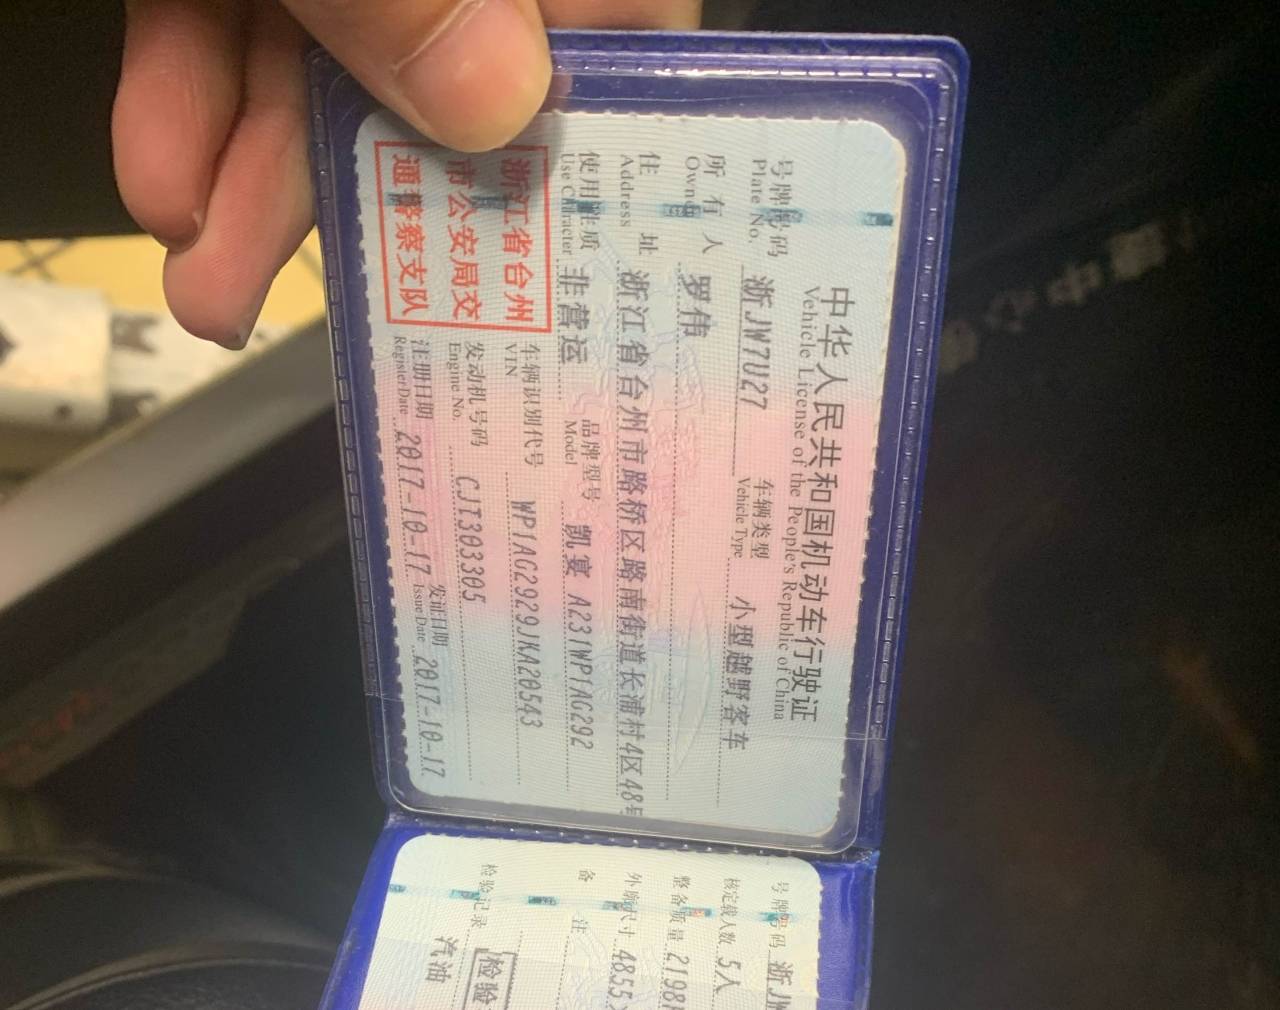 中华人民共和国机动车行驶证
Vehicle License of the People's Republic of China
号牌号码 浙JW7U27 车辆类型 小型越野客车
Plate No. Vehicle Type
所有人 罗伟
Owner
住址 浙江省台州市路桥区路南街道长浦村4区48号
Address
使用性质 非营运 品牌型号 凯宴 A231WP1AG292
Use Character Model
浙江省台州
市公安局交
通警察支队
车辆识别代号 WP1AG2929JKA20543
VIN
发动机号码 CJT303305
Engine No.
注册日期 2017-10-17 发证日期 2017-10-17
Register Date Issue Date
号牌号码 浙JW
核定载人数 5人
整备质量 2198
外廓尺寸 4855
备注
检验
检验记录 汽油